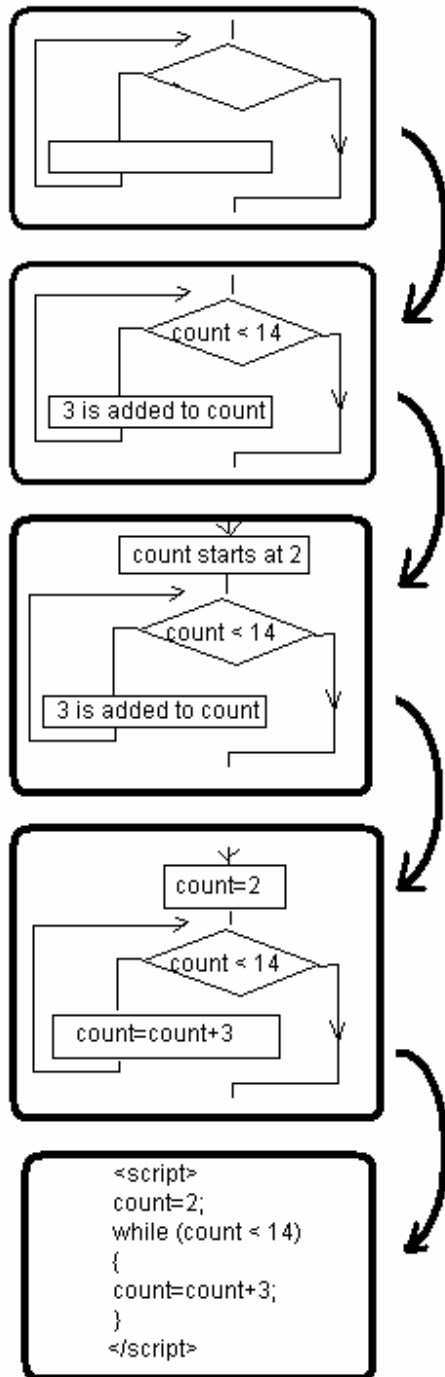 count < 14
3 is added to count
count starts at 2
count < 14
3 is added to count
count=2
count < 14
count=count+3
<script>
count=2;
while (count < 14)
{
count=count+3;
}
</script>